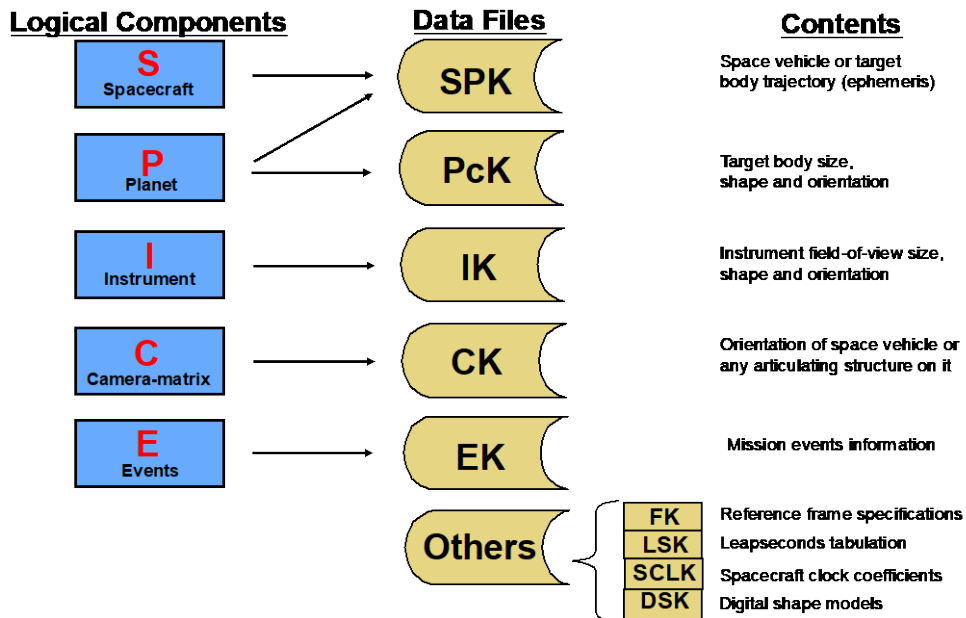 Logical Components Data Files Contents
S
Spacecraft
SPK
Space vehicle or target
body trajectory (ephemeris)
P
Planet
PcK
Target body size,
shape and orientation
I
Instrument
IK
Instrument field-of-view size,
shape and orientation
C
Camera-matrix
CK
Orientation of space vehicle or
any articulating structure on it
E
Events
EK
Mission events information
Others
FK Reference frame specifications
LSK Leapseconds tabulation
SCLK Spacecraft clock coefficients
DSK Digital shape models